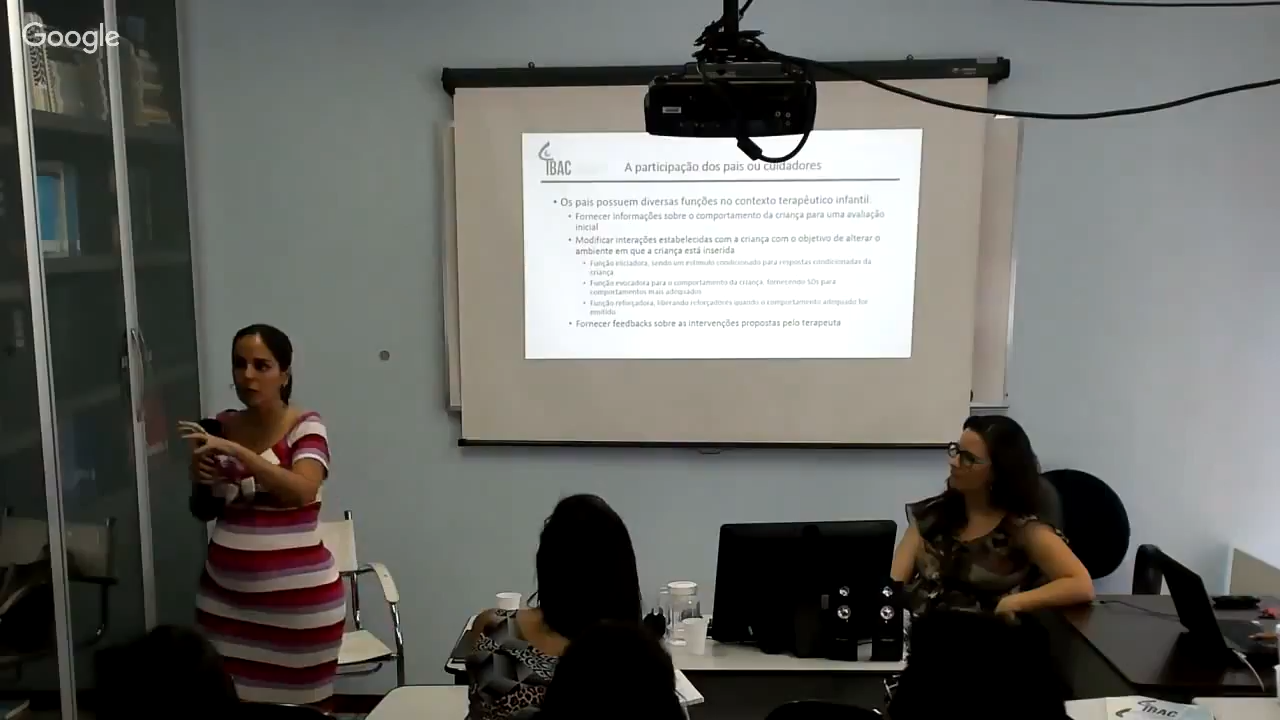 Google
IBAC
A participação dos pais ou cuidadores
• Os pais possuem diversas funções no contexto terapêutico infantil.
• Fornecer informações sobre o comportamento da criança para uma avaliação
inicial
• Modificar interações estabelecidas com a criança com o objetivo de alterar o
ambiente em que a criança está inserida
• Função eliciadora, sendo um estímulo condicionado para respostas condicionadas da
criança
• Função evocadora para o comportamento da criança, fornecendo SDs para
comportamentos mais adequados
• Função reforçadora, liberando reforçadores quando o comportamento adequado for
emitido
• Fornecer feedbacks sobre as intervenções propostas pelo terapeuta
IBAC